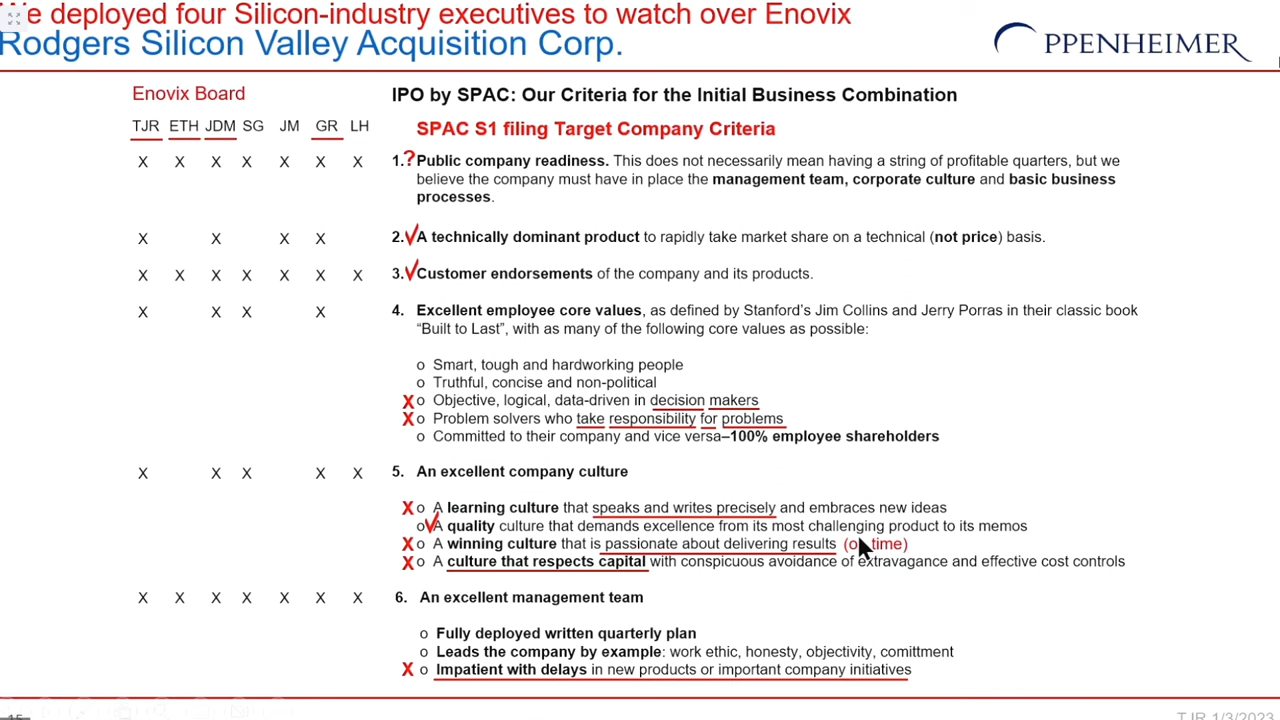 We deployed four Silicon-industry executives to watch over Enovix
Rodgers Silicon Valley Acquisition Corp.
OPPENHEIMER
Enovix Board
IPO by SPAC: Our Criteria for the Initial Business Combination
TJR ETH JDM SG JM GR LH
SPAC S1 filing Target Company Criteria
X X X X X X X 1.? Public company readiness. This does not necessarily mean having a string of profitable quarters, but we
believe the company must have in place the management team, corporate culture and basic business
processes.
X X X X 2.✓ A technically dominant product to rapidly take market share on a technical (not price) basis.
X X X X X X X 3.✓ Customer endorsements of the company and its products.
X X X X 4. Excellent employee core values, as defined by Stanford's Jim Collins and Jerry Porras in their classic book
“Built to Last”, with as many of the following core values as possible:
o Smart, tough and hardworking people
o Truthful, concise and non-political
X o Objective, logical, data-driven in decision makers
X o Problem solvers who take responsibility for problems
o Committed to their company and vice versa–100% employee shareholders
X X X X X 5. An excellent company culture
X o A learning culture that speaks and writes precisely and embraces new ideas
o ✓ A quality culture that demands excellence from its most challenging product to its memos
X o A winning culture that is passionate about delivering results (on time)
X o A culture that respects capital with conspicuous avoidance of extravagance and effective cost controls
X X X X X X X 6. An excellent management team
o Fully deployed written quarterly plan
o Leads the company by example: work ethic, honesty, objectivity, comittment
X o Impatient with delays in new products or important company initiatives
15
TJR 1/3/2023